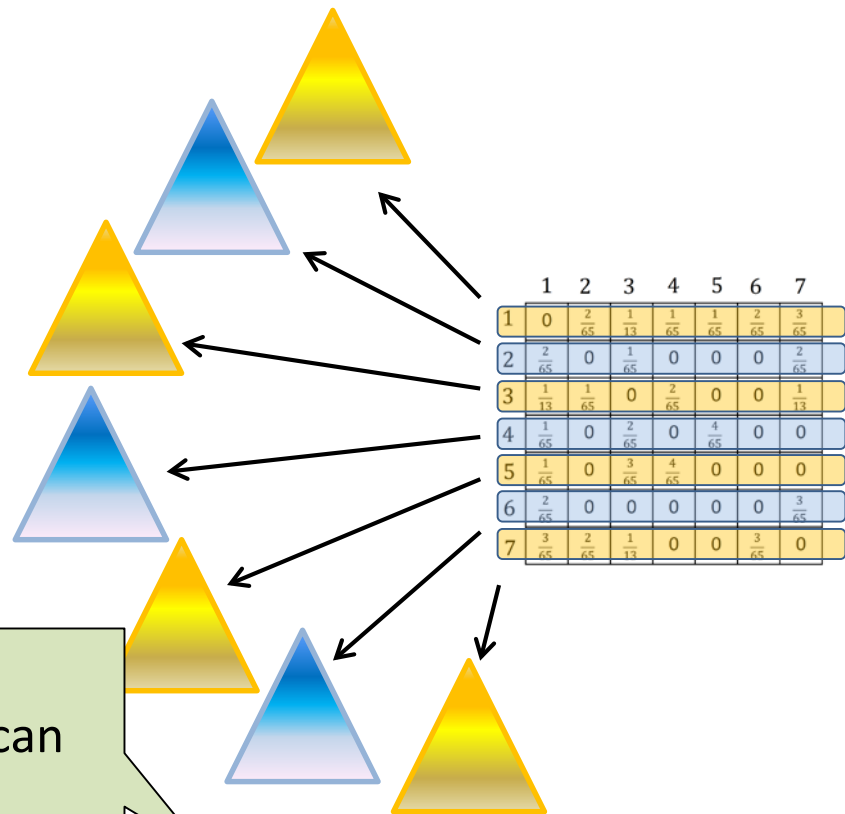 1 2 3 4 5 6 7
1 0 2/65 1/13 1/65 1/65 2/65 3/65
2 2/65 0 1/65 0 0 0 2/65
3 1/13 1/65 0 2/65 0 0 1/13
4 1/65 0 2/65 0 4/65 0 0
5 1/65 0 3/65 4/65 0 0 0
6 2/65 0 0 0 0 0 3/65
7 3/65 2/65 1/13 0 0 3/65 0
can